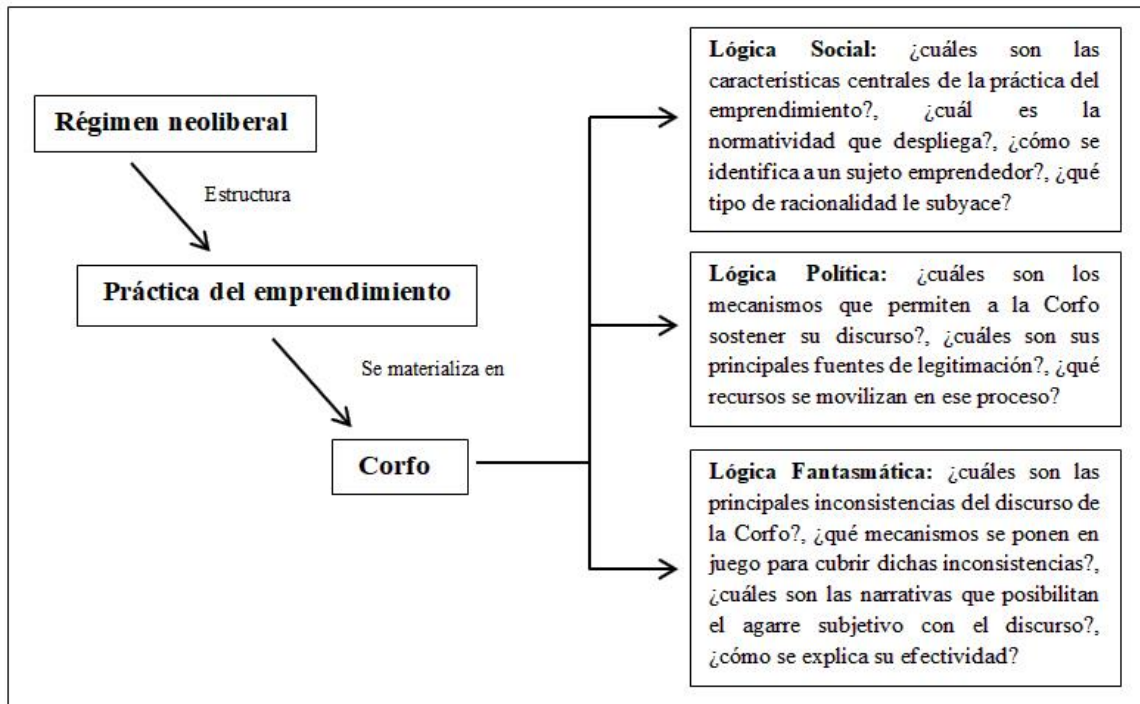 Régimen neoliberal
Estructura
Práctica del emprendimiento
Se materializa en
Corfo
Lógica Social: ¿cuáles son las
características centrales de la práctica del
emprendimiento?, ¿cuál es la
normatividad que despliega?, ¿cómo se
identifica a un sujeto emprendedor?, ¿qué
tipo de racionalidad le subyace?
Lógica Política: ¿cuáles son los
mecanismos que permiten a la Corfo
sostener su discurso?, ¿cuáles son sus
principales fuentes de legitimación?, ¿qué
recursos se movilizan en ese proceso?
Lógica Fantasmática: ¿cuáles son las
principales inconsistencias del discurso de
la Corfo?, ¿qué mecanismos se ponen en
juego para cubrir dichas inconsistencias?,
¿cuáles son las narrativas que posibilitan
el agarre subjetivo con el discurso?,
¿cómo se explica su efectividad?